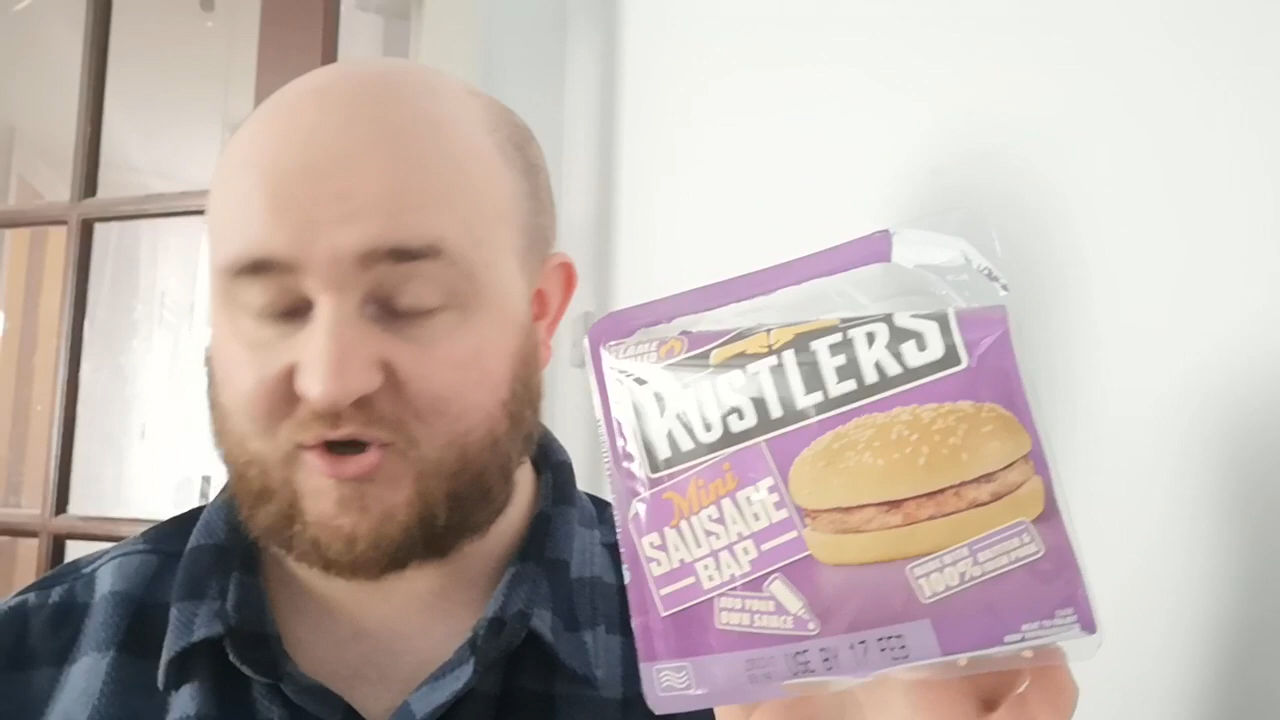 FLAME
RUSTLERS
Mini
SAUSAGE
BAP
100%
ADD YOUR
OWN SAUCE
USE BY 17 FEB